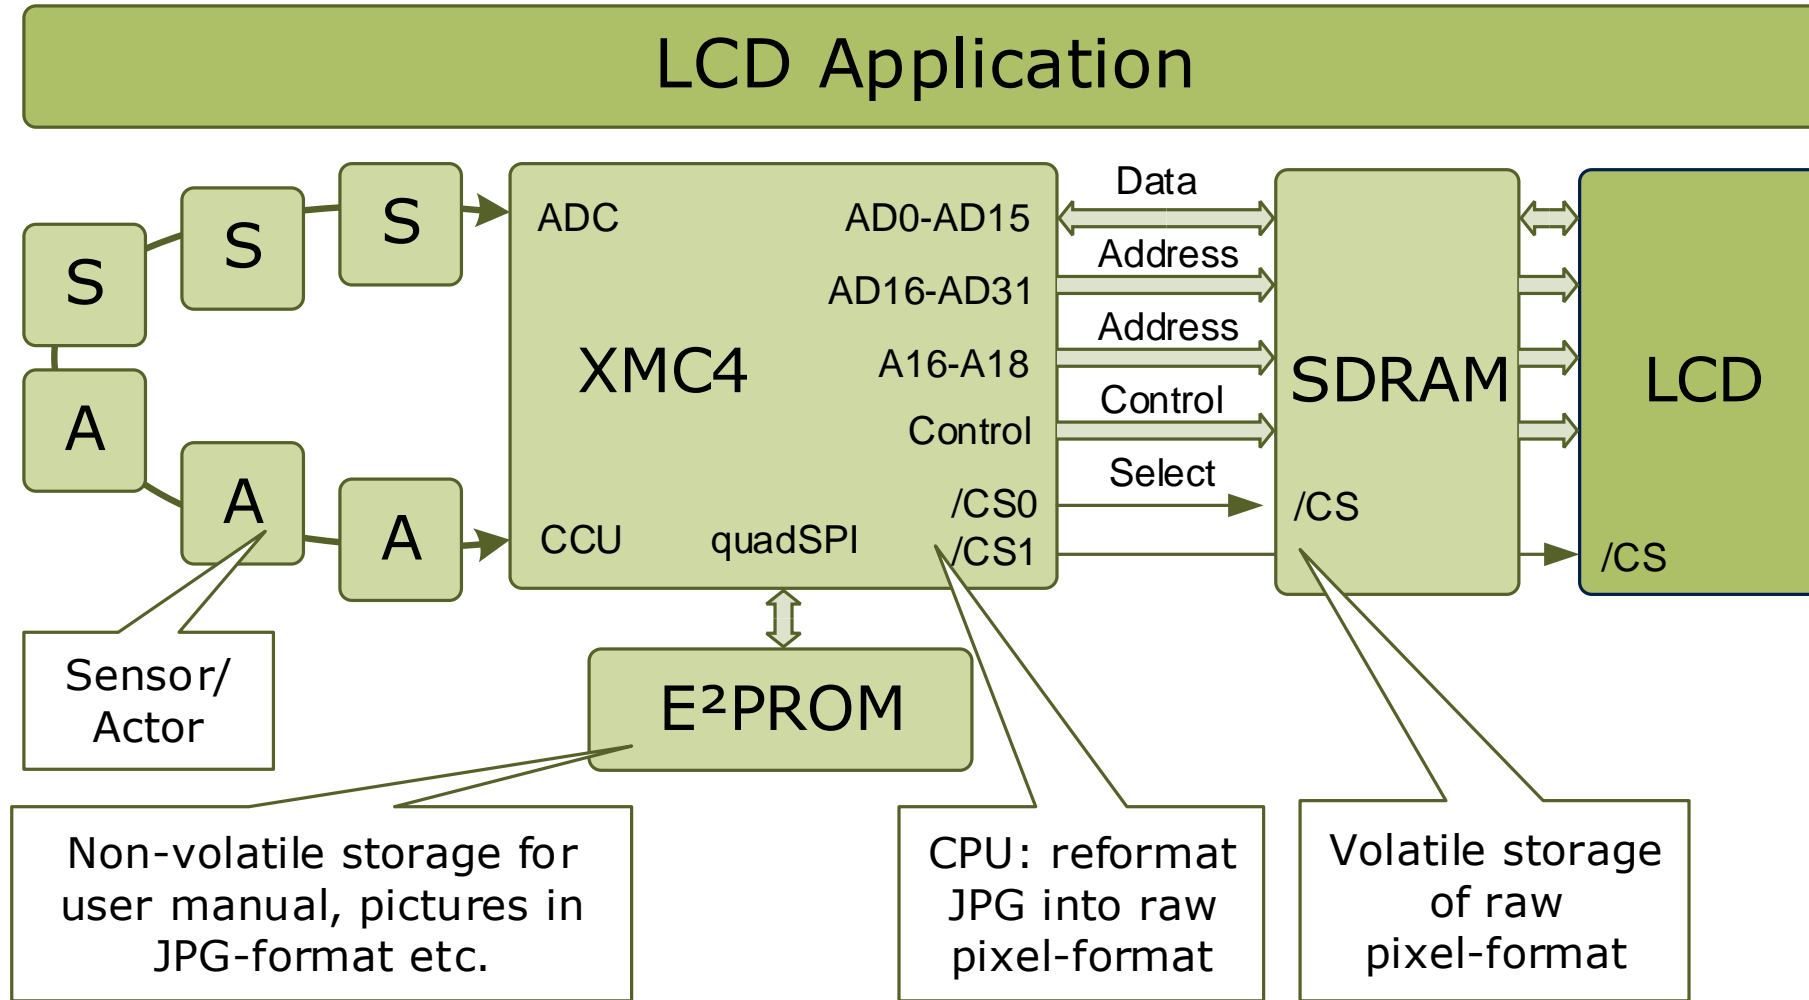 LCD Application
S
S
S
A
A
A
ADC
AD0-AD15
AD16-AD31
XMC4
A16-A18
Control
/CS0
CCU
quadSPI
/CS1
Data
Address
Address
Control
Select
SDRAM
/CS
LCD
/CS
Sensor/
Actor
E²PROM
Non-volatile storage for
user manual, pictures in
JPG-format etc.
CPU: reformat
JPG into raw
pixel-format
Volatile storage
of raw
pixel-format